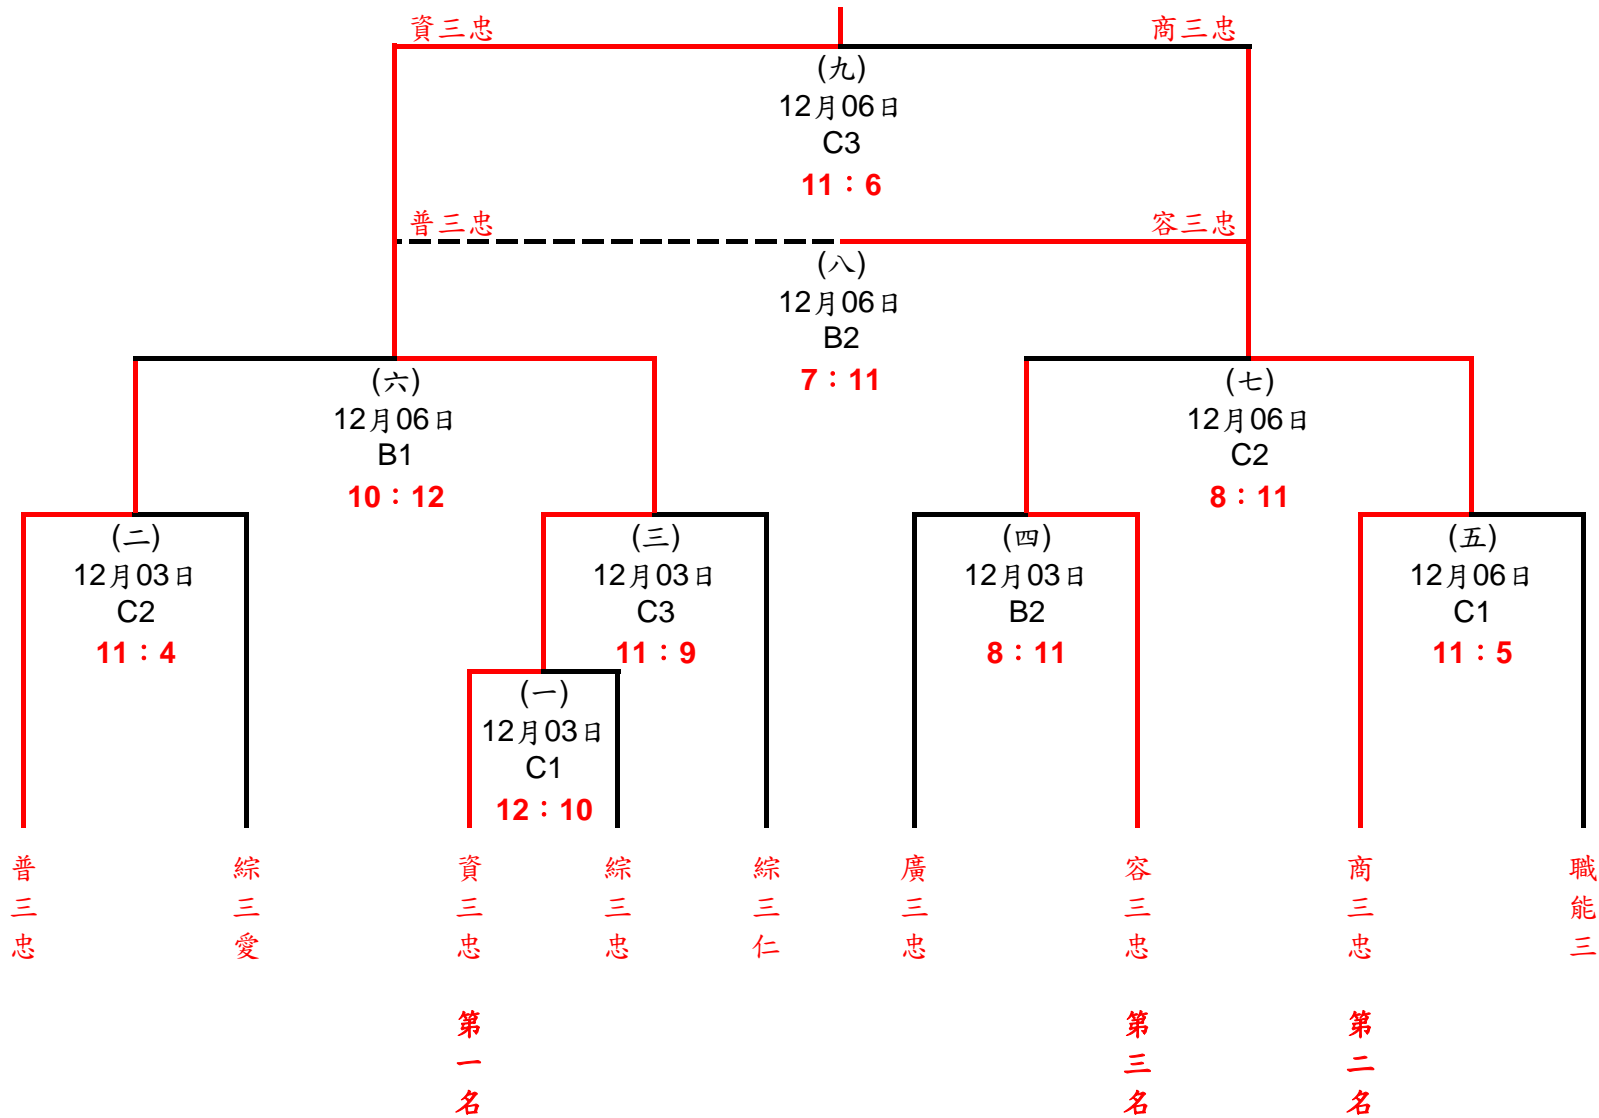 資三忠
商三忠
(九)
12月06日
C3
11：6
普三忠
容三忠
(八)
12月06日
B2
7：11
(六)
12月06日
B1
10：12
(七)
12月06日
C2
8：11
(二)
12月03日
C2
11：4
(三)
12月03日
C3
11：9
(四)
12月03日
B2
8：11
(五)
12月06日
C1
11：5
(一)
12月03日
C1
12：10
普三忠
綜三愛
資三忠
綜三忠
綜三仁
廣三忠
容三忠
商三忠
職能三
第一名
第三名
第二名